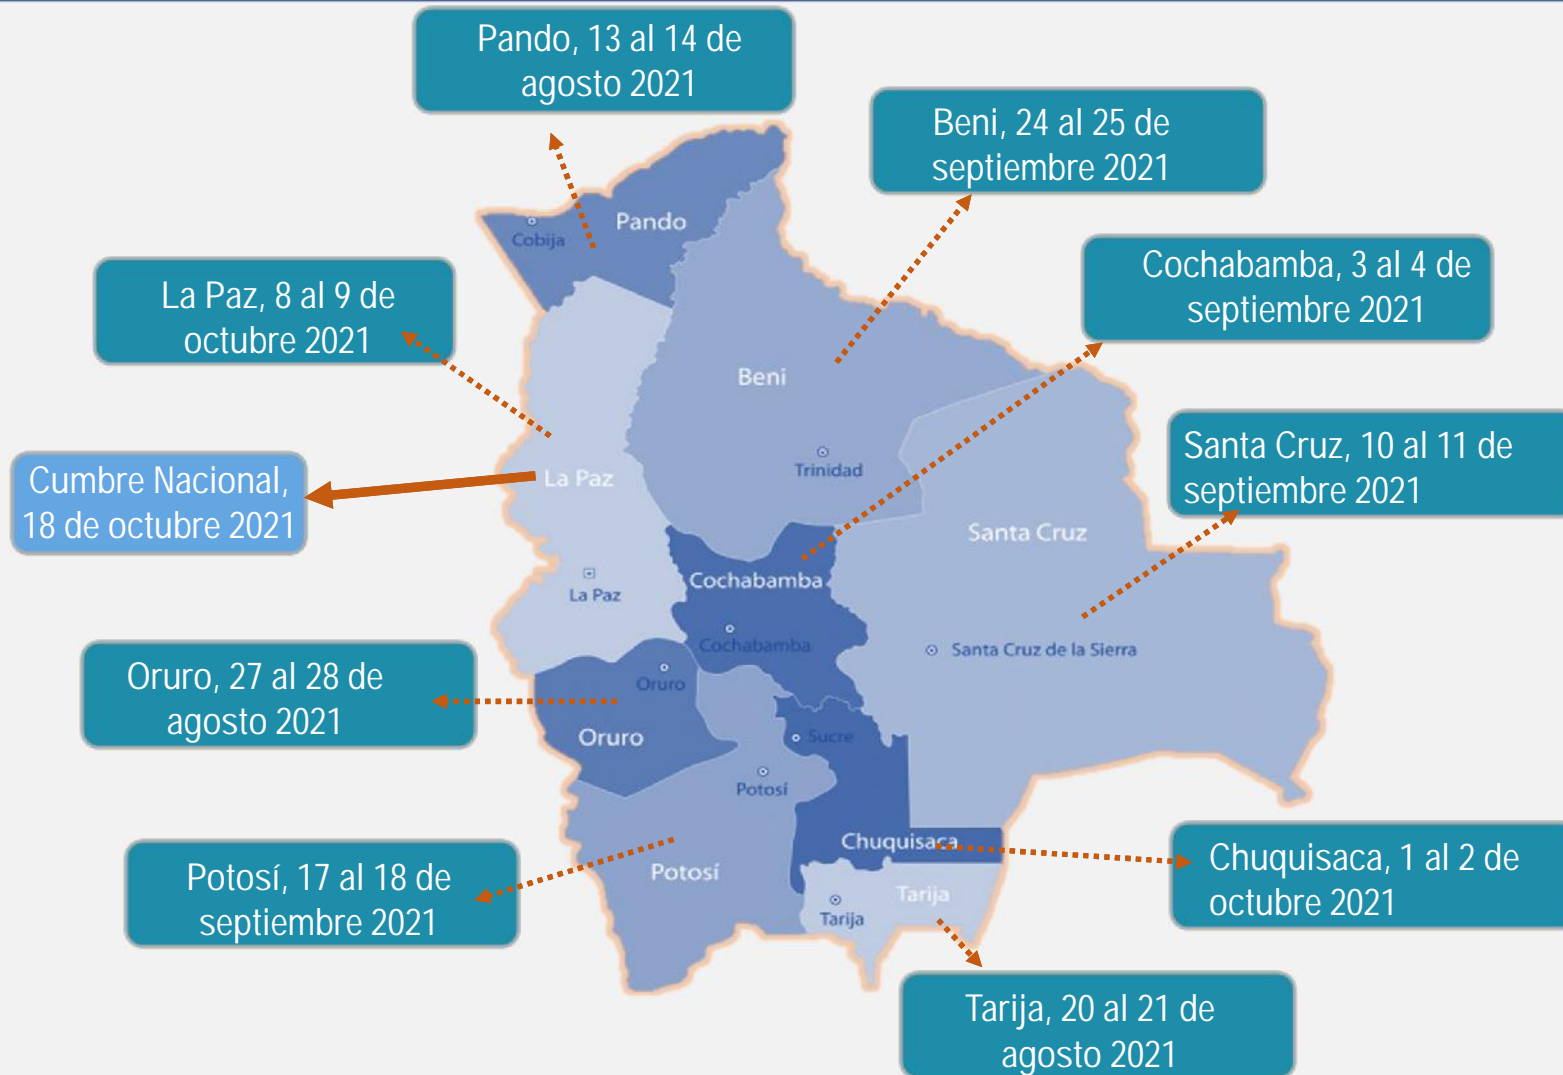 Pando, 13 al 14 de
agosto 2021
Beni, 24 al 25 de
septiembre 2021
Cochabamba, 3 al 4 de
septiembre 2021
La Paz, 8 al 9 de
octubre 2021
Santa Cruz, 10 al 11 de
septiembre 2021
Cumbre Nacional,
18 de octubre 2021
Oruro, 27 al 28 de
agosto 2021
Potosí, 17 al 18 de
septiembre 2021
Chuquisaca, 1 al 2 de
octubre 2021
Tarija, 20 al 21 de
agosto 2021
Pando
Cobija
Beni
Trinidad
La Paz
La Paz
Santa Cruz
Santa Cruz de la Sierra
Cochabamba
Cochabamba
Oruro
Oruro
Sucre
Potosí
Potosí
Chuquisaca
Tarija
Tarija